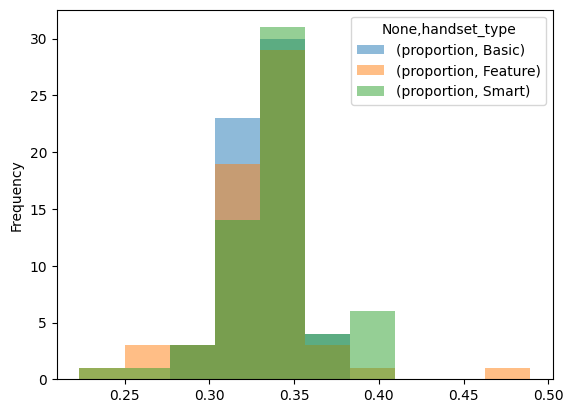 None,handset_type
(proportion, Basic)
(proportion, Feature)
(proportion, Smart)
Frequency
30
25
20
15
10
5
0
0.25 0.30 0.35 0.40 0.45 0.50